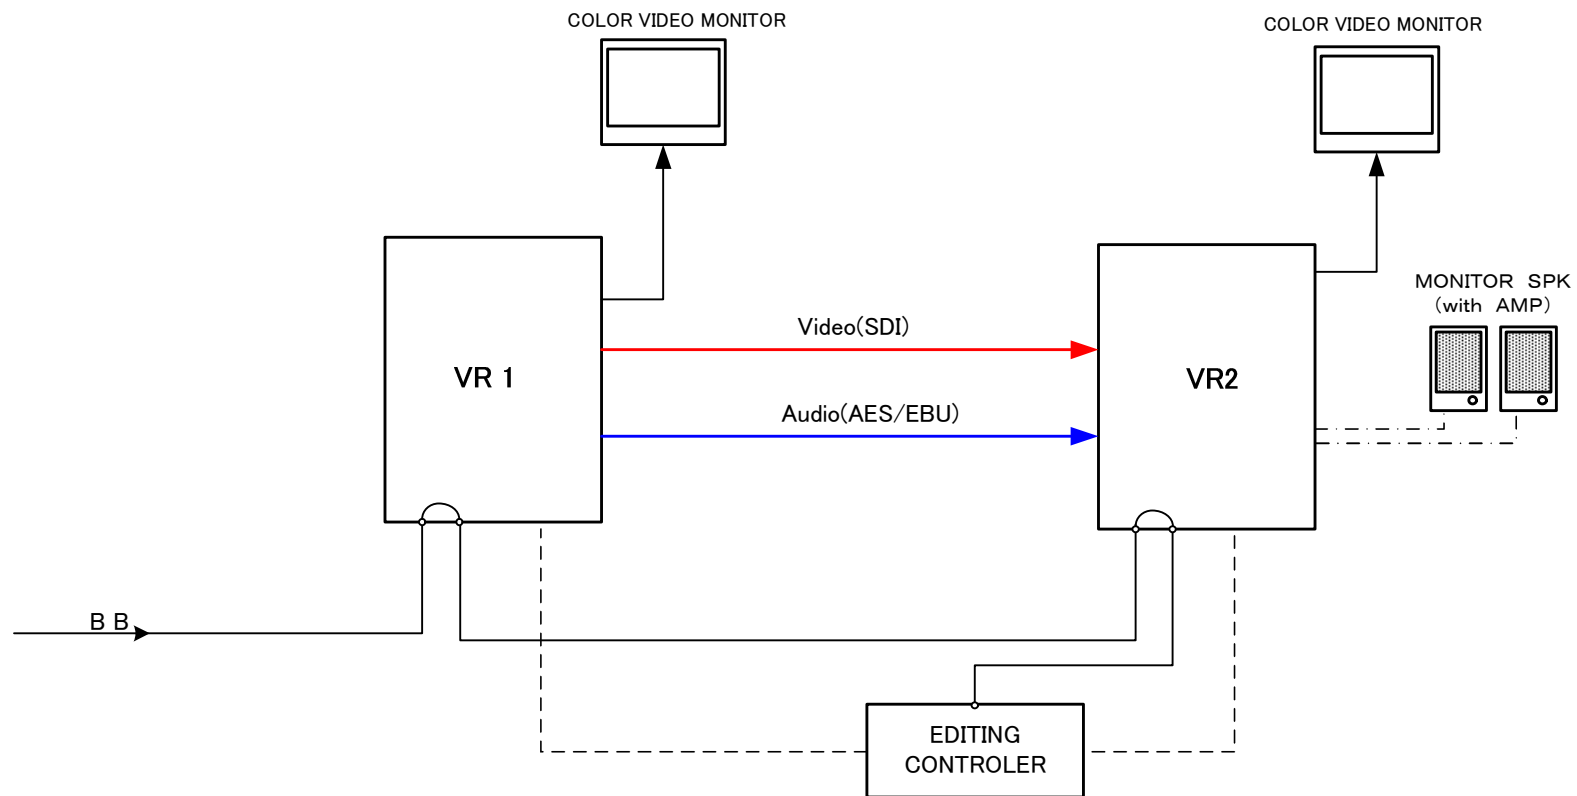 COLOR VIDEO MONITOR
COLOR VIDEO MONITOR
MONITOR SPK
(with AMP)
Video(SDI)
VR 1
VR2
Audio(AES/EBU)
B B
EDITING
CONTROLER